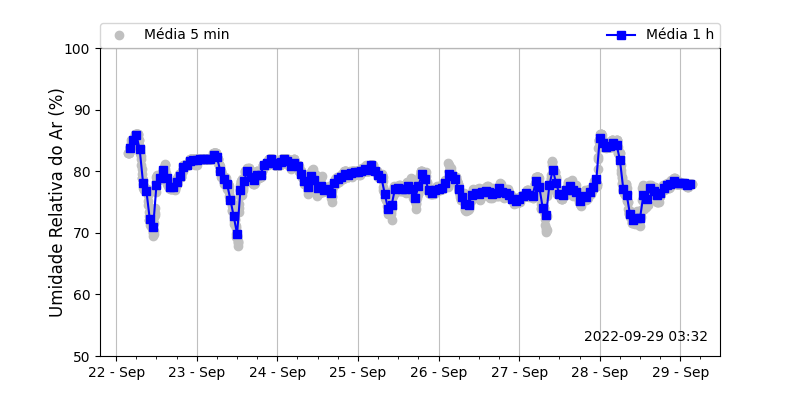 Média 5 min
Média 1 h
Umidade Relativa do Ar (%)
100
90
80
70
60
50
2022-09-29 03:32
22 - Sep
23 - Sep
24 - Sep
25 - Sep
26 - Sep
27 - Sep
28 - Sep
29 - Sep